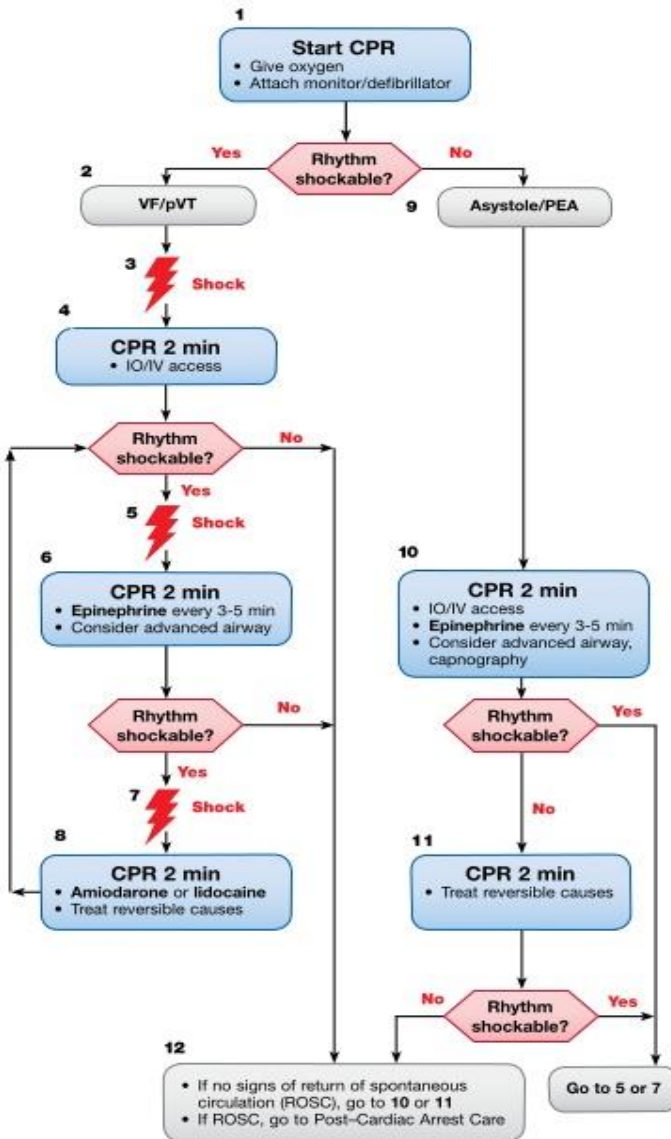 1
Start CPR
• Give oxygen
• Attach monitor/defibrillator
Yes
Rhythm
shockable?
No
2
VF/pVT
9
Asystole/PEA
3
Shock
4
CPR 2 min
• IO/IV access
Rhythm
shockable?
No
Yes
5
Shock
6
CPR 2 min
• Epinephrine every 3-5 min
• Consider advanced airway
10
CPR 2 min
• IO/IV access
• Epinephrine every 3-5 min
• Consider advanced airway,
capnography
Rhythm
shockable?
No
Rhythm
shockable?
Yes
Yes
7
Shock
No
8
CPR 2 min
• Amiodarone or lidocaine
• Treat reversible causes
11
CPR 2 min
• Treat reversible causes
No
Rhythm
shockable?
Yes
12
• If no signs of return of spontaneous
circulation (ROSC), go to 10 or 11
• If ROSC, go to Post–Cardiac Arrest Care
Go to 5 or 7